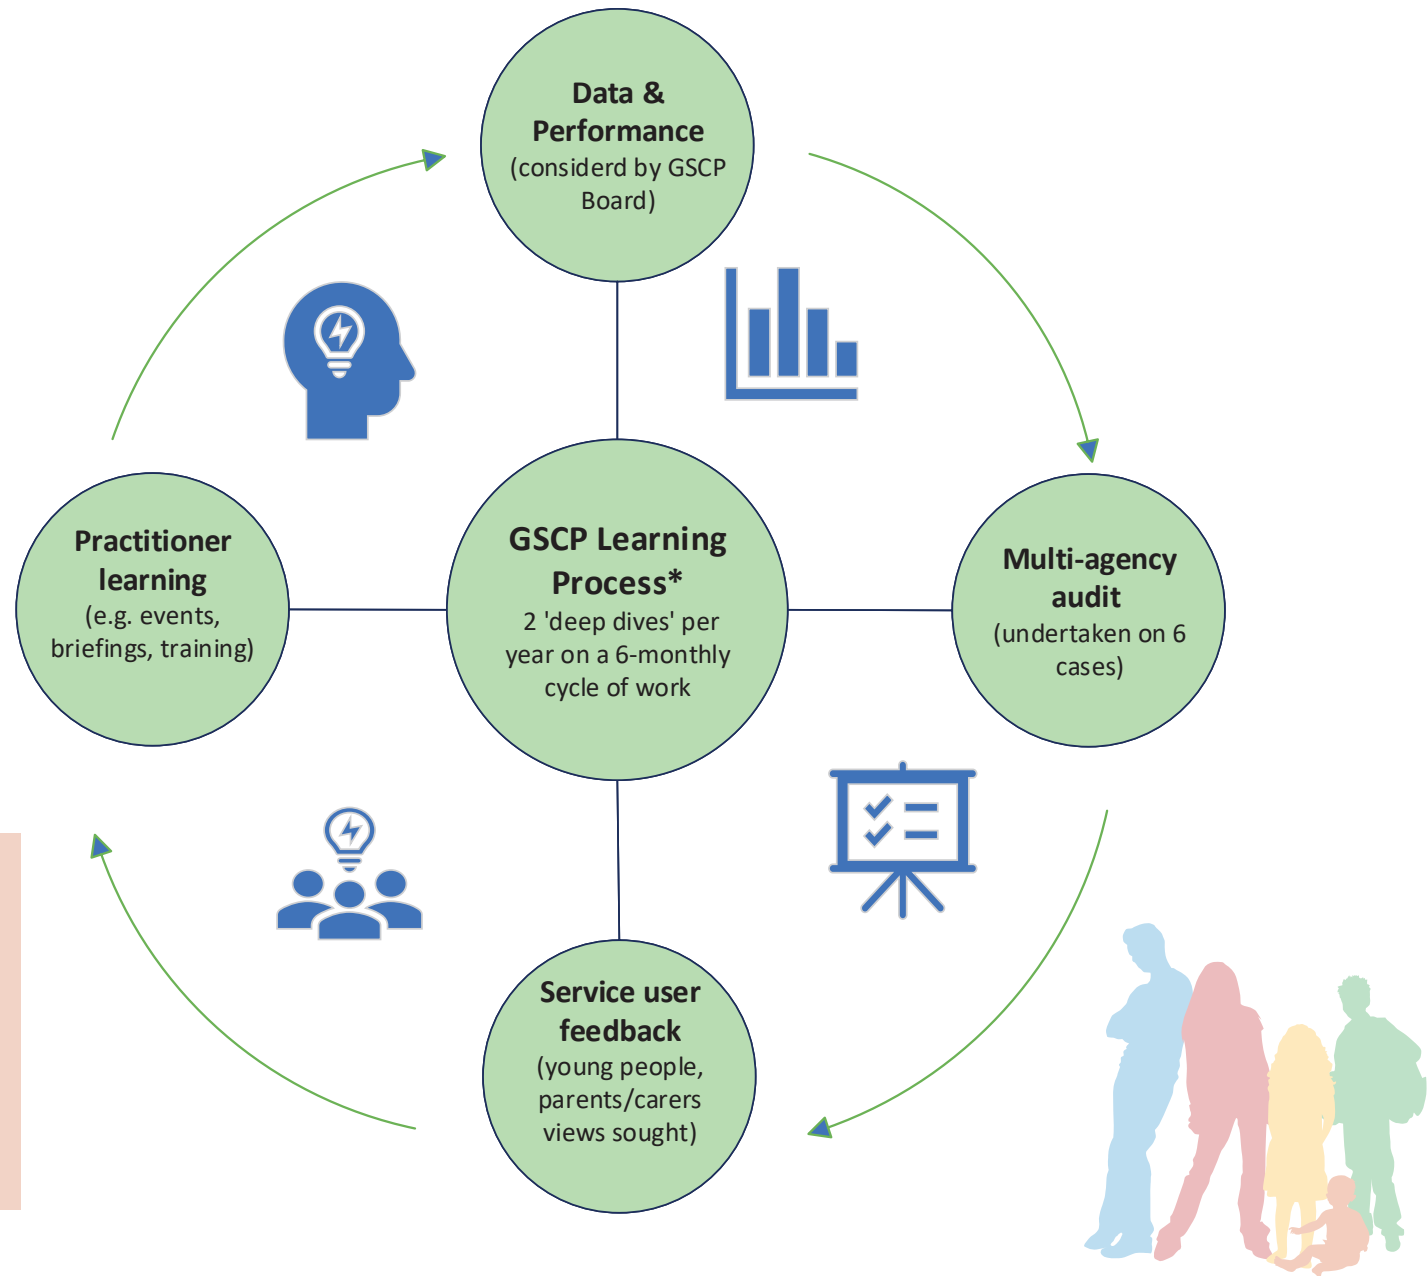 Data &
Performance
(considerd by GSCP
Board)
Practitioner
learning
(e.g. events,
briefings, training)
GSCP Learning
Process*
2 'deep dives' per
year on a 6-monthly
cycle of work
Multi-agency
audit
(undertaken on 6
cases)
Service user
feedback
(young people,
parents/carers
views sought)